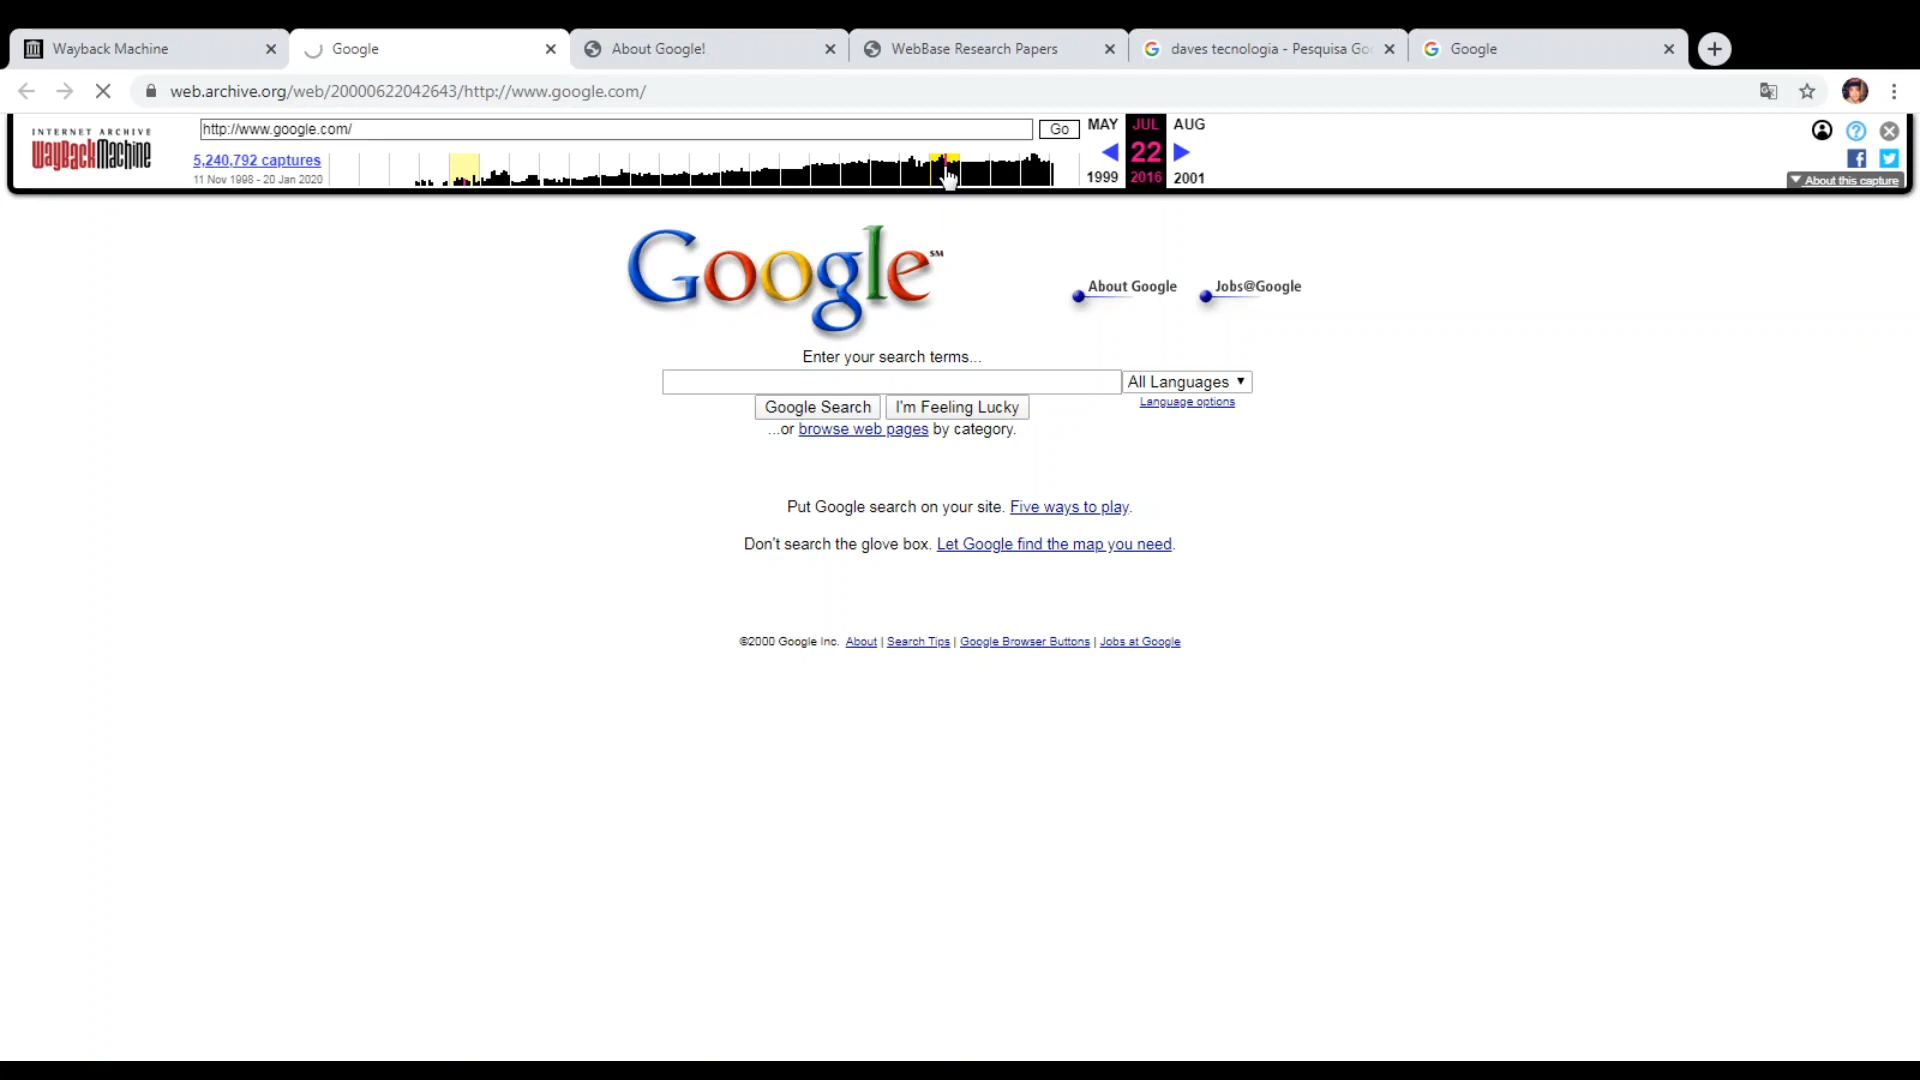 Wayback Machine
Google
About Google!
WebBase Research Papers
daves tecnologia - Pesquisa Go
Google
web.archive.org/web/20000622042643/http://www.google.com/
INTERNET ARCHIVE
WayBackMachine
http://www.google.com/
Go
MAY JUL AUG
5,240,792 captures
22
11 Nov 1998 - 20 Jan 2020
1999 2016 2001
About this capture
Google SM
About Google
Jobs@Google
Enter your search terms...
All Languages
Google Search
I'm Feeling Lucky
Language options
...or browse web pages by category.
Put Google search on your site. Five ways to play.
Don't search the glove box. Let Google find the map you need.
©2000 Google Inc. About | Search Tips | Google Browser Buttons | Jobs at Google